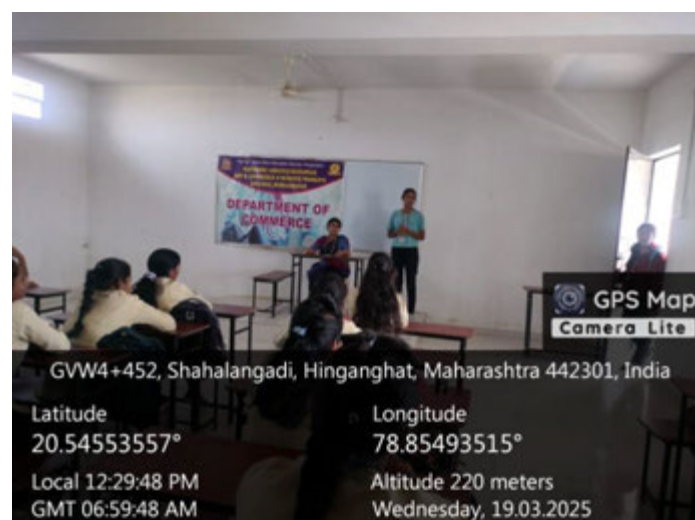 DEPARTMENT OF
COMMERCE
GPS Map
Camera Lite
GVW4+452, Shahalangadi, Hinganghat, Maharashtra 442301, India
Latitude
20.54553557°
Longitude
78.85493515°
Local 12:29:48 PM
GMT 06:59:48 AM
Altitude 220 meters
Wednesday, 19.03.2025